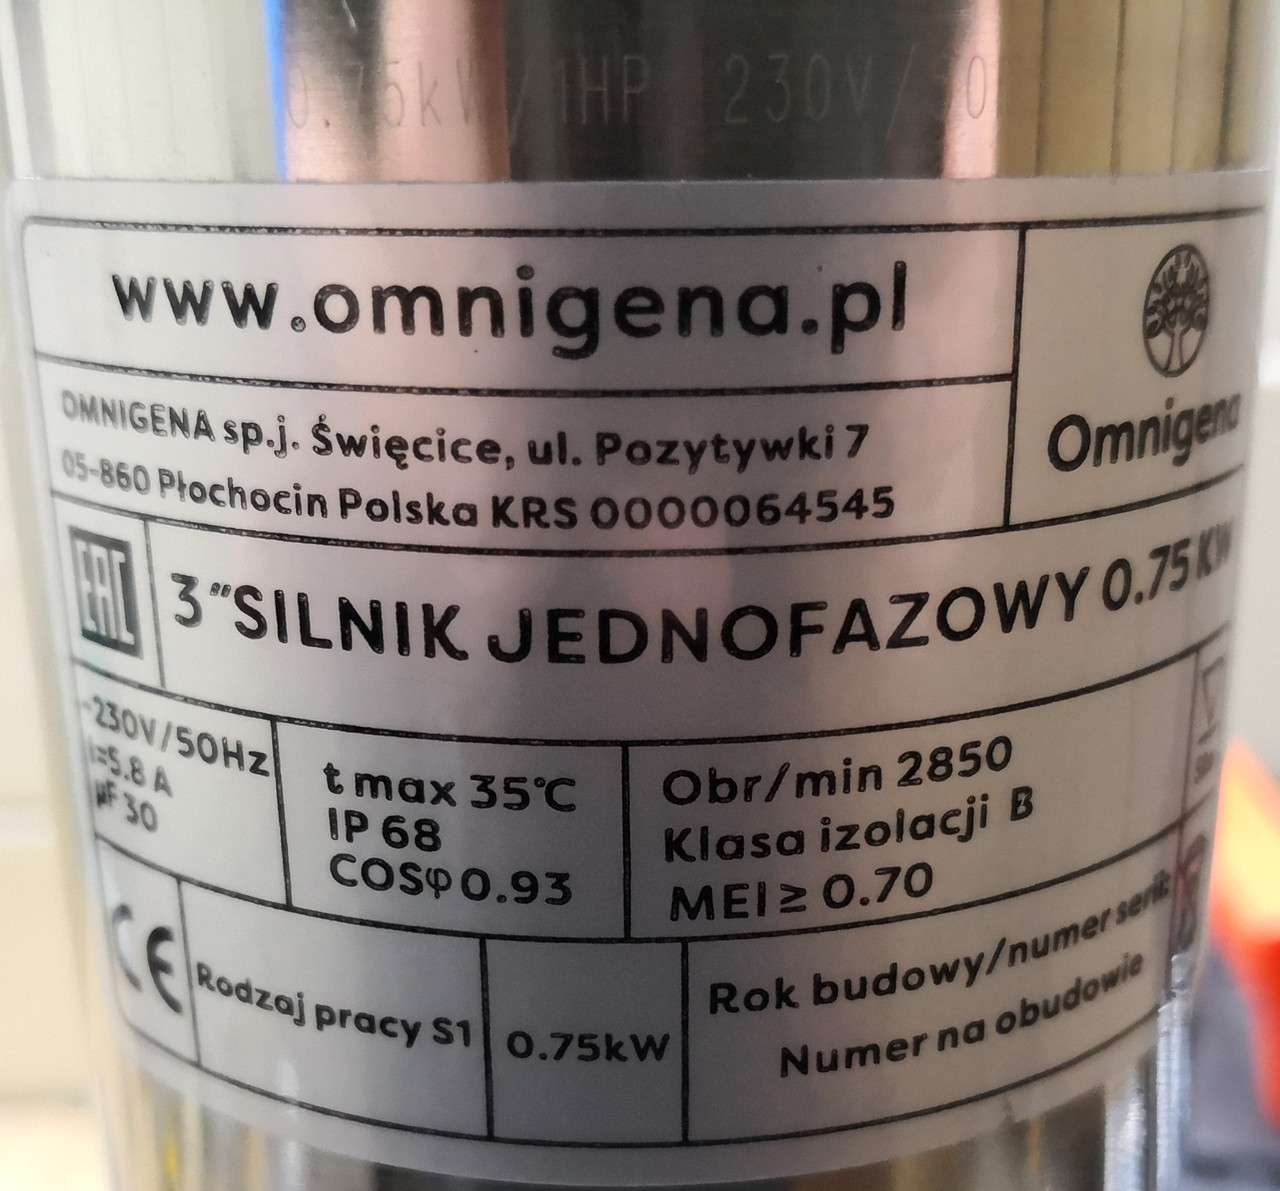 0.75kW/1HP 230V/50
www.omnigena.pl
Omnigena
OMNIGENA sp.j. Święcice, ul. Pozytywki 7
05-860 Płochocin Polska KRS 0000064545
EAC
3"SILNIK JEDNOFAZOWY 0.75 KW
~230V/50Hz
I=5.8 A
µF 30
t max 35°C
IP 68
COSφ 0.93
Obr/min 2850
Klasa izolacji B
MEI ≥ 0.70
CE
Rodzaj pracy S1
0.75kW
Rok budowy/numer serii:
Numer na obudowie